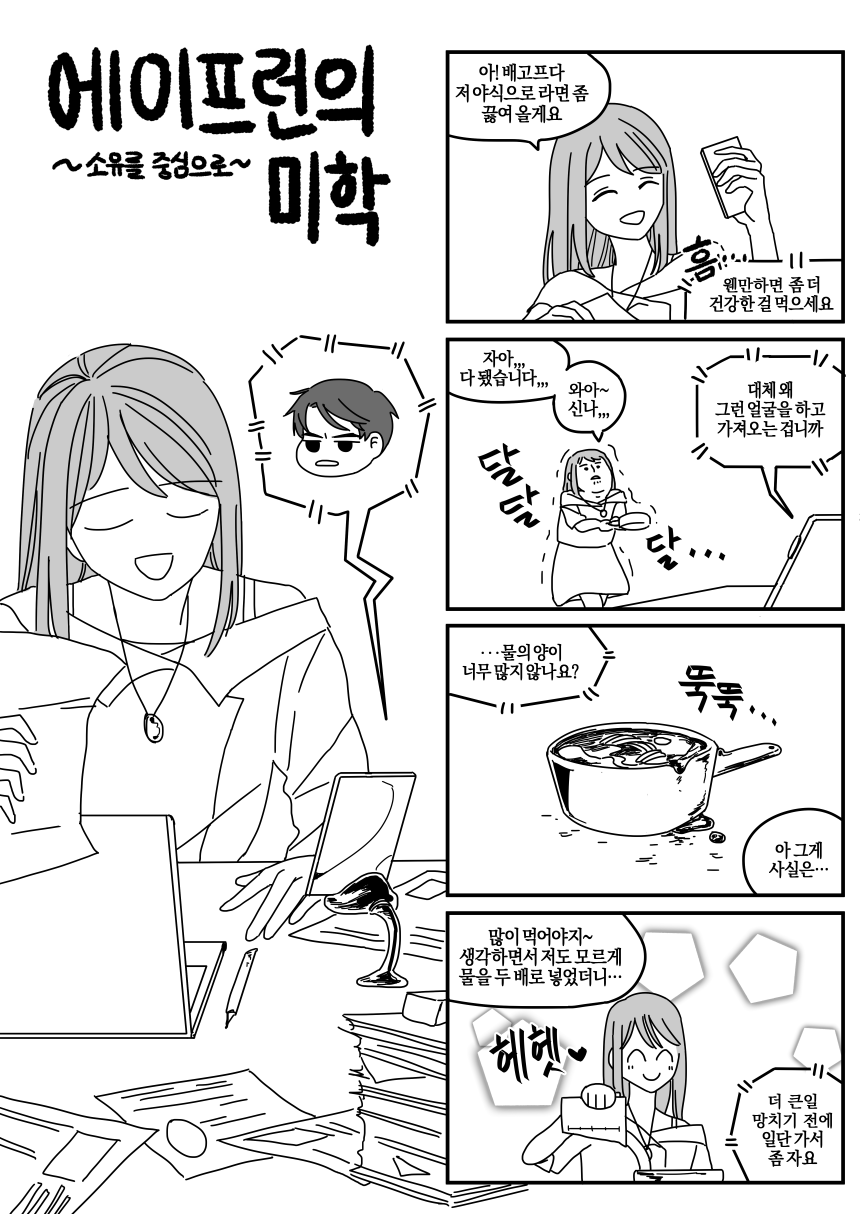 에이프런의
미학
~소유를 중심으로~
아! 배고프다
저 야식으로 라면 좀
끓여 올게요
흠...
웬만하면 좀 더
건강한 걸 먹으세요
자아,,,
다 됐습니다,,,
와아~
신나,,,
대체 왜
그런 얼굴을 하고
가져오는 겁니까
달
달
달...
...물의 양이
너무 많지 않나요?
뚝
뚝...
아 그게
사실은...
많이 먹어야지~
생각하면서 저도 모르게
물을 두 배로 넣었더니...
헤헷♥
더 큰일
망치기 전에
일단 가서
좀 자요